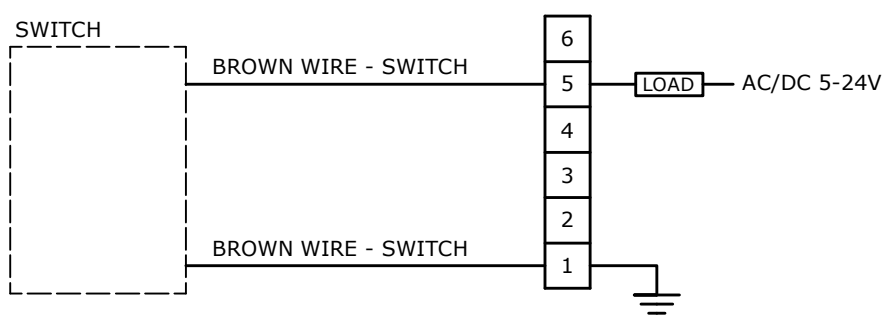 SWITCH
6
BROWN WIRE - SWITCH
5
LOAD
AC/DC 5-24V
4
3
2
BROWN WIRE - SWITCH
1